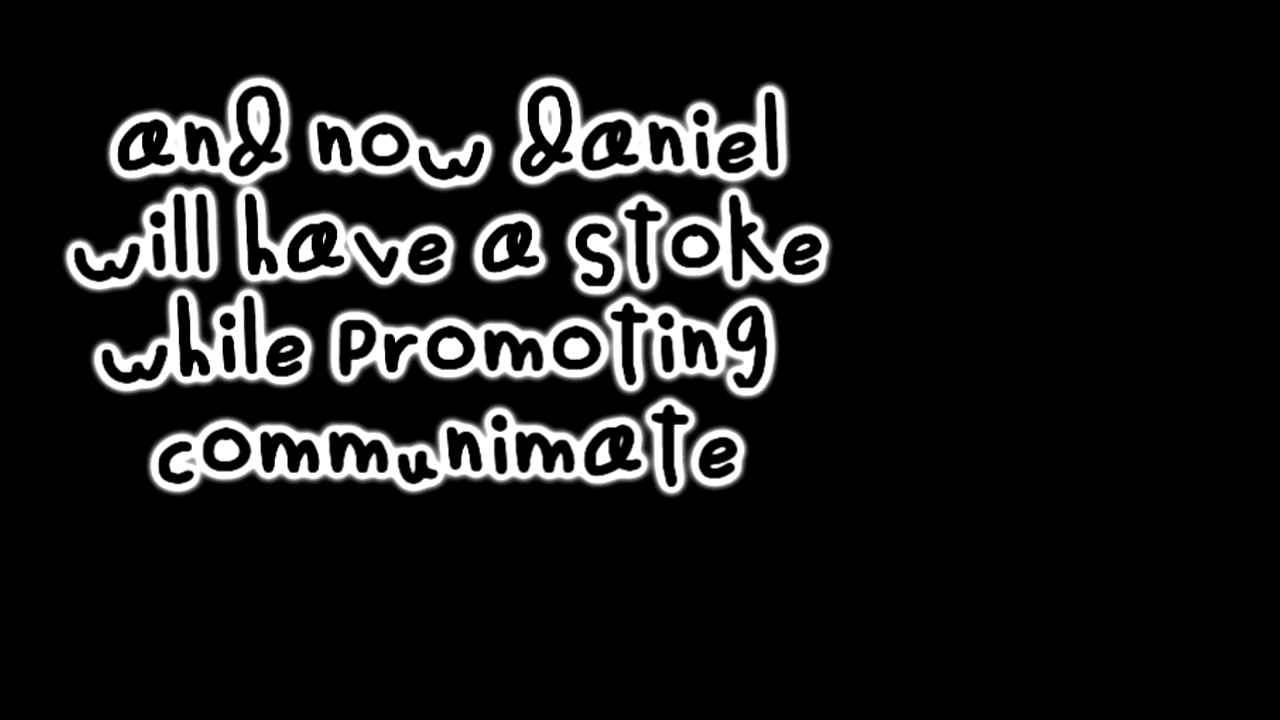 and now daniel
will have a stoke
while promoting
communimate